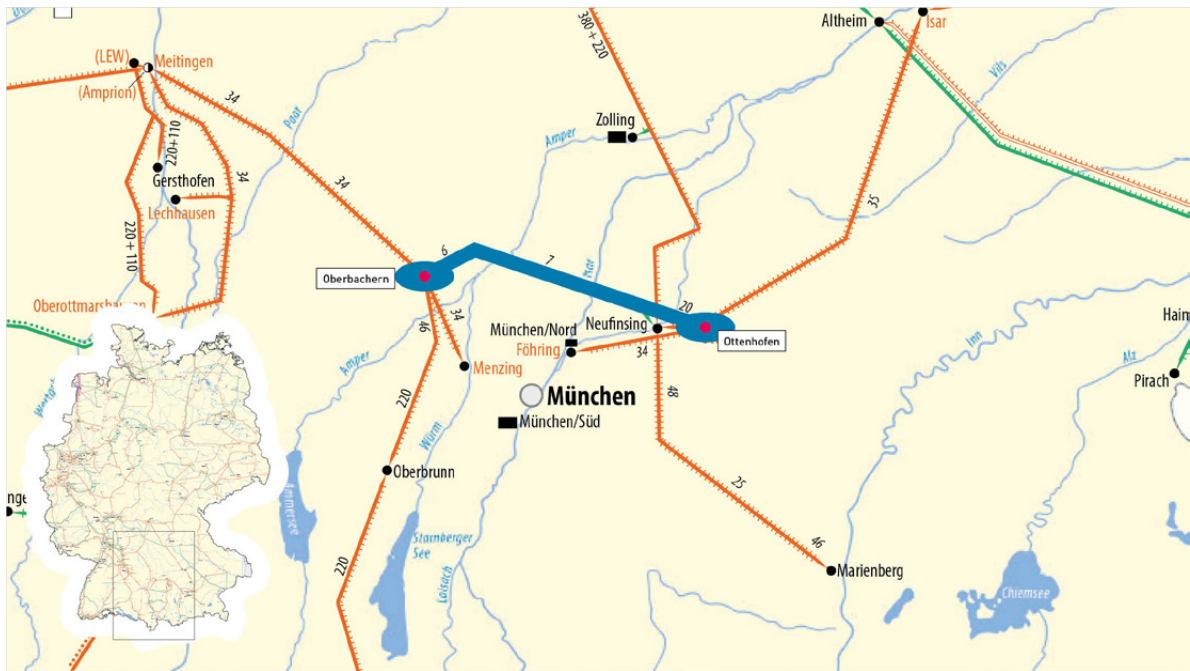 380 + 220
Altheim
Isar
(LEW)
Meitingen
(Amprion)
34
Paar
Vils
Zolling
Amper
220+110
Gersthofen
34
34
Lechhausen
35
220 + 110
6
7
Isar
Oberbachern
Oberottmarshausen
20
46
34
München/Nord
Neufinsing
Ottenhofen
Föhring
34
Inn
Haim
Amper
Menzing
Alz
Pirach
48
220
München
München/Süd
Würm
Oberbrunn
25
Ammersee
Starnberger
See
46
220
Loisach
Marienberg
Chiemsee